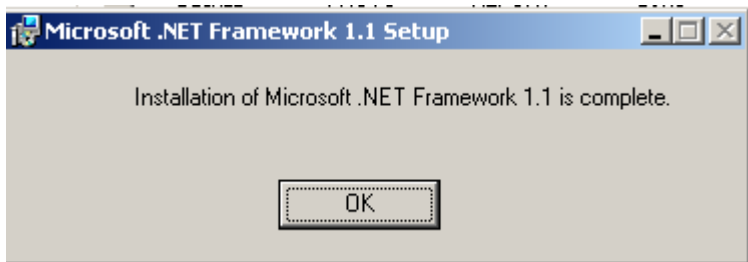 Microsoft .NET Framework 1.1 Setup
Installation of Microsoft .NET Framework 1.1 is complete.
OK